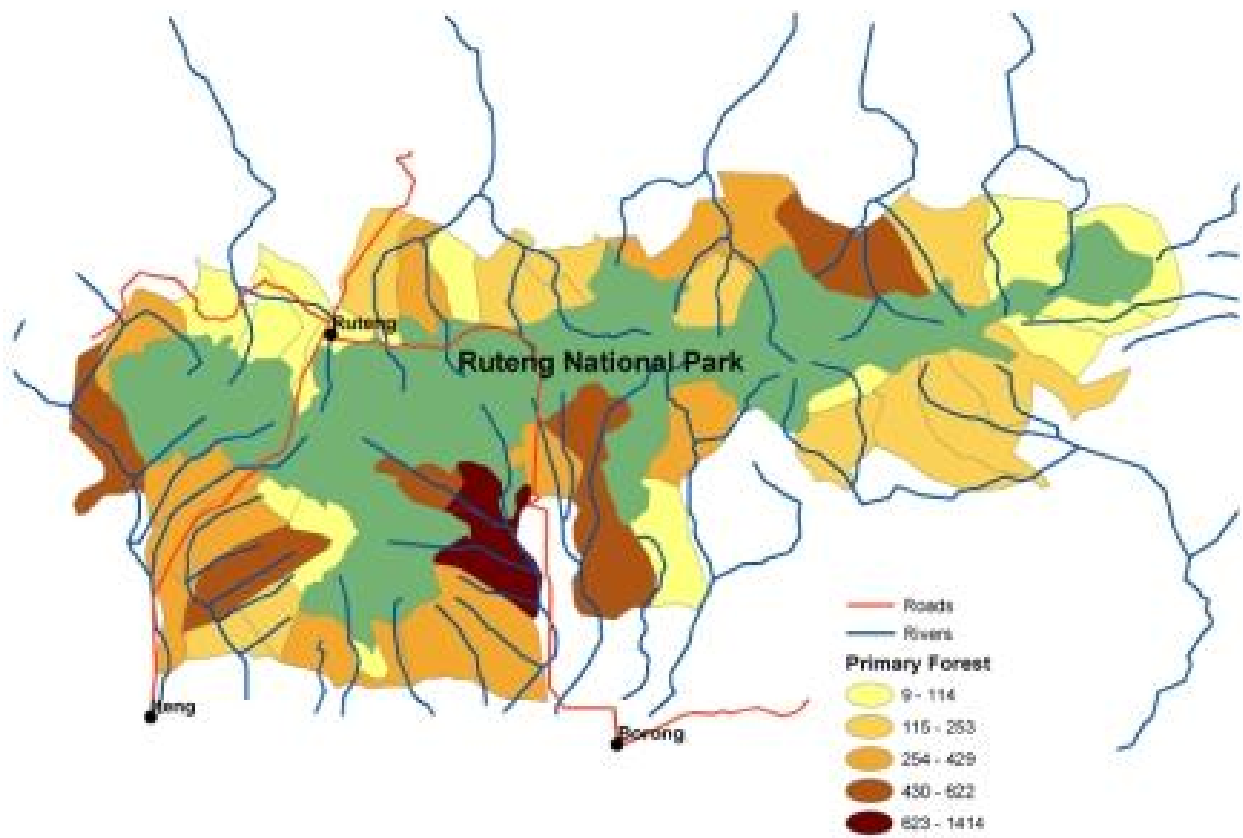 Ruteng
Ruteng National Park
Iteng
Borong
Roads
Rivers
Primary Forest
9 - 114
115 - 253
254 - 429
430 - 622
623 - 1414